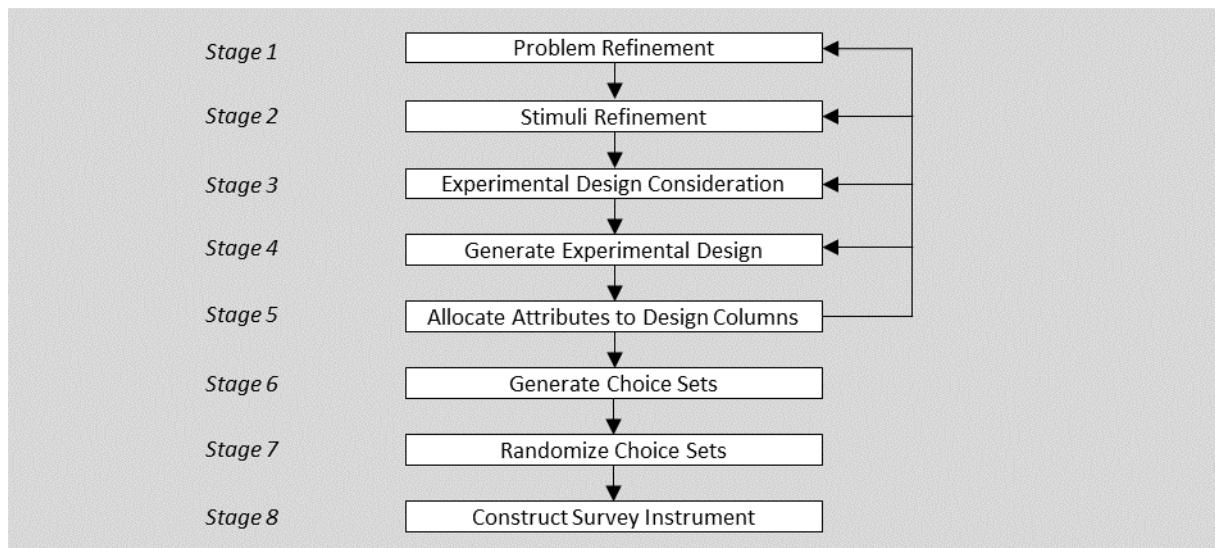 Stage 1 Problem Refinement
Stage 2 Stimuli Refinement
Stage 3 Experimental Design Consideration
Stage 4 Generate Experimental Design
Stage 5 Allocate Attributes to Design Columns
Stage 6 Generate Choice Sets
Stage 7 Randomize Choice Sets
Stage 8 Construct Survey Instrument